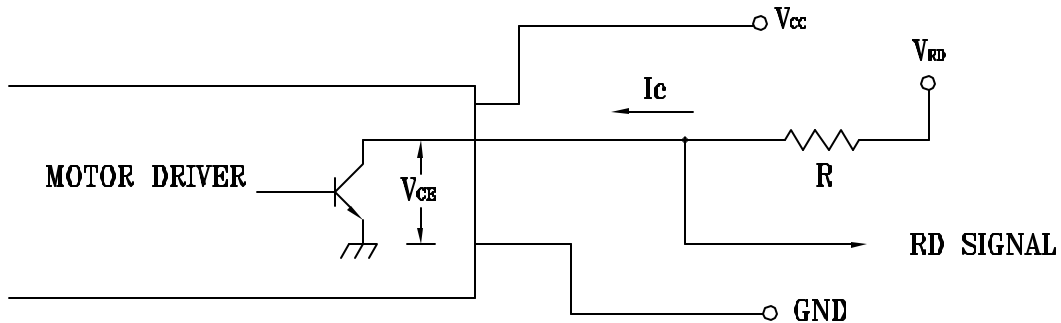 VCC
VRD
Ic
MOTOR DRIVER
VCE
R
RD SIGNAL
GND